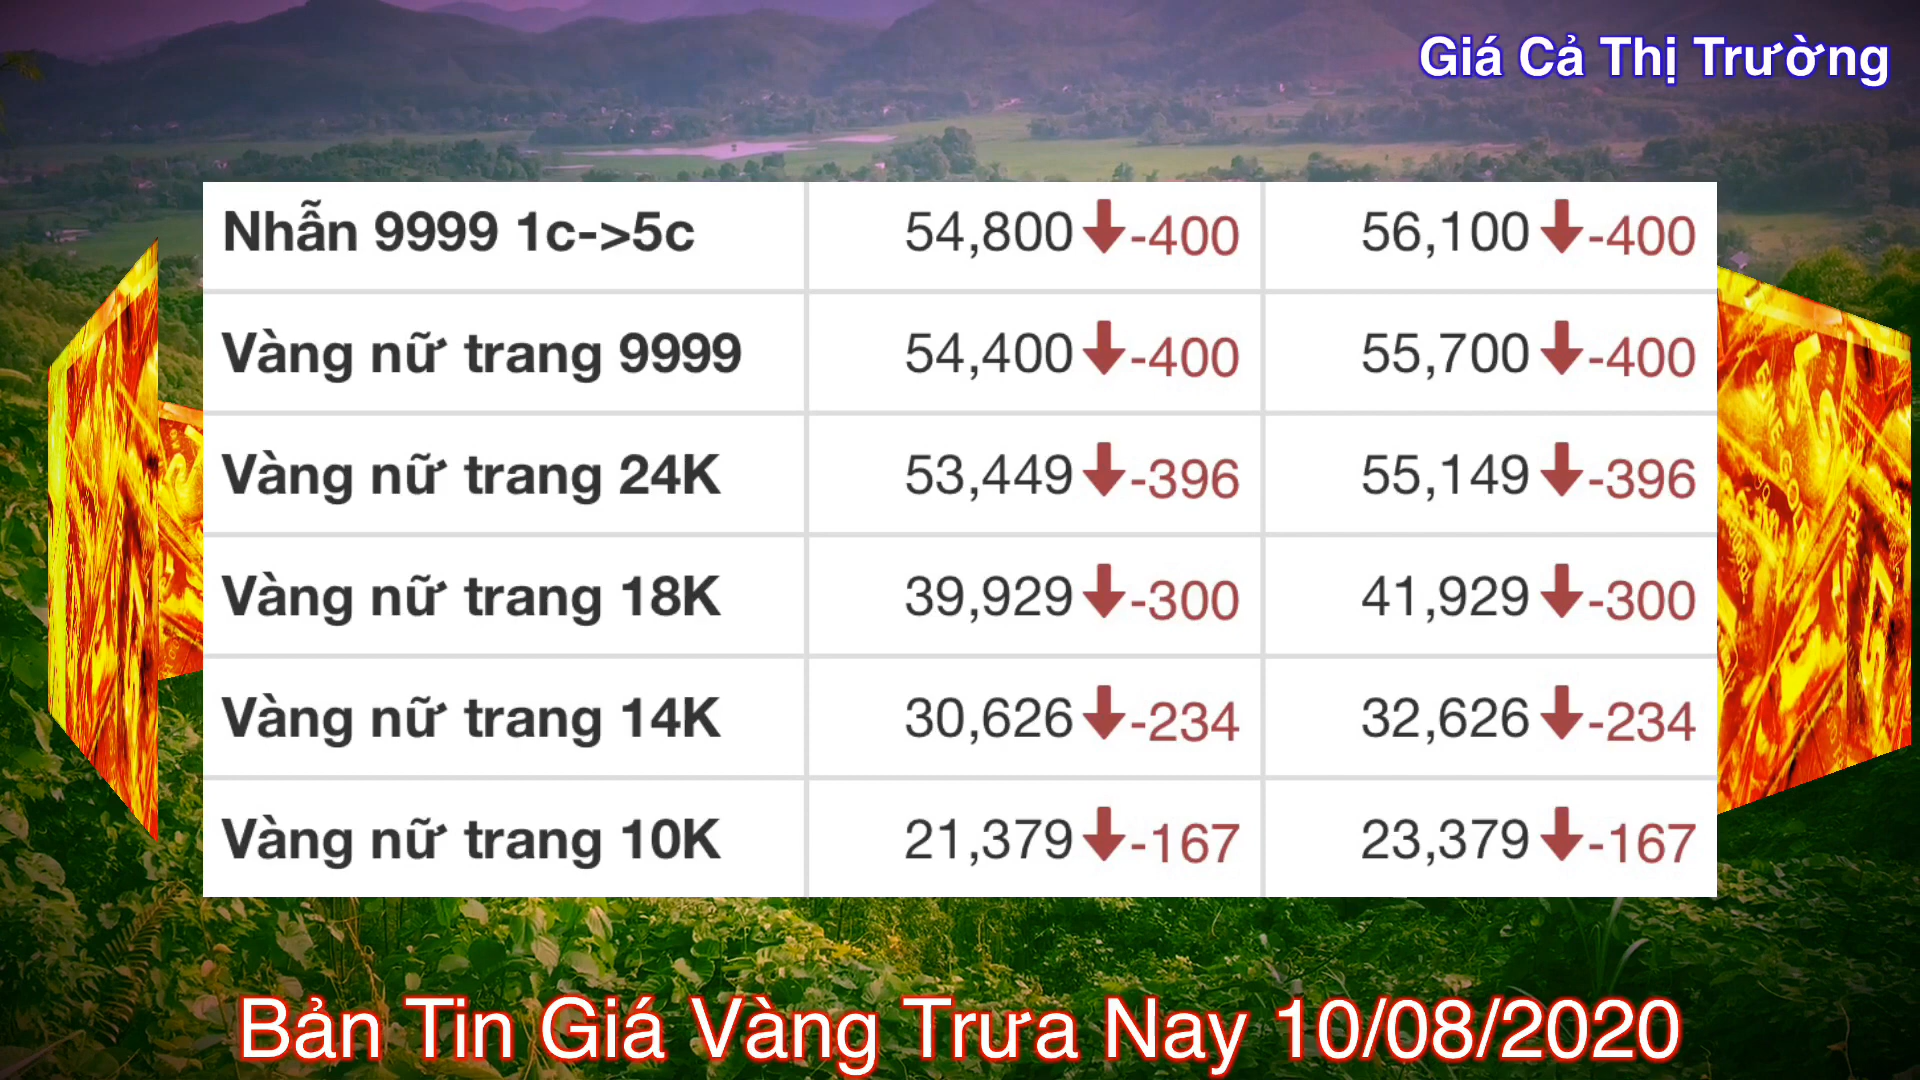 Giá Cả Thị Trường
Nhẫn 9999 1c->5c 54,800 -400 56,100 -400
Vàng nữ trang 9999 54,400 -400 55,700 -400
Vàng nữ trang 24K 53,449 -396 55,149 -396
Vàng nữ trang 18K 39,929 -300 41,929 -300
Vàng nữ trang 14K 30,626 -234 32,626 -234
Vàng nữ trang 10K 21,379 -167 23,379 -167
Bản Tin Giá Vàng Trưa Nay 10/08/2020